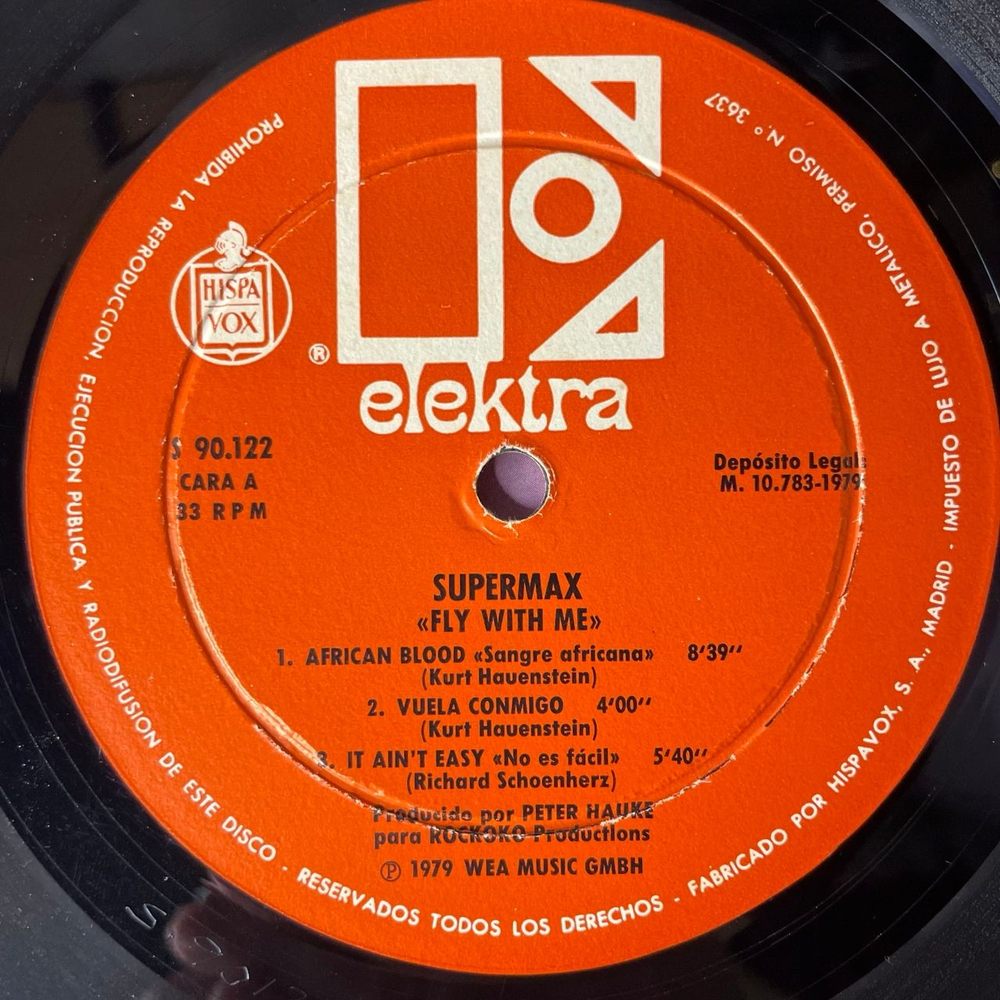 elektra
®
HISPA
VOX
S 90.122
CARA A
33 RPM
Depósito Legal:
M. 10.783-1979
SUPERMAX
«FLY WITH ME»
1. AFRICAN BLOOD «Sangre africana» 8'39''
(Kurt Hauenstein)
2. VUELA CONMIGO 4'00''
(Kurt Hauenstein)
3. IT AIN'T EASY «No es fácil» 5'40''
(Richard Schoenherz)
Producido por PETER HAUKE
para ROCKOKO Productions
Ⓟ 1979 WEA MUSIC GMBH
PROHIBIDA LA REPRODUCCION, EJECUCION PUBLICA Y RADIODIFUSION DE ESTE DISCO - RESERVADOS TODOS LOS DERECHOS - FABRICADO POR HISPAVOX, S. A., MADRID - IMPUESTO DE LUJO A METALICO, PERMISO N.º 3637